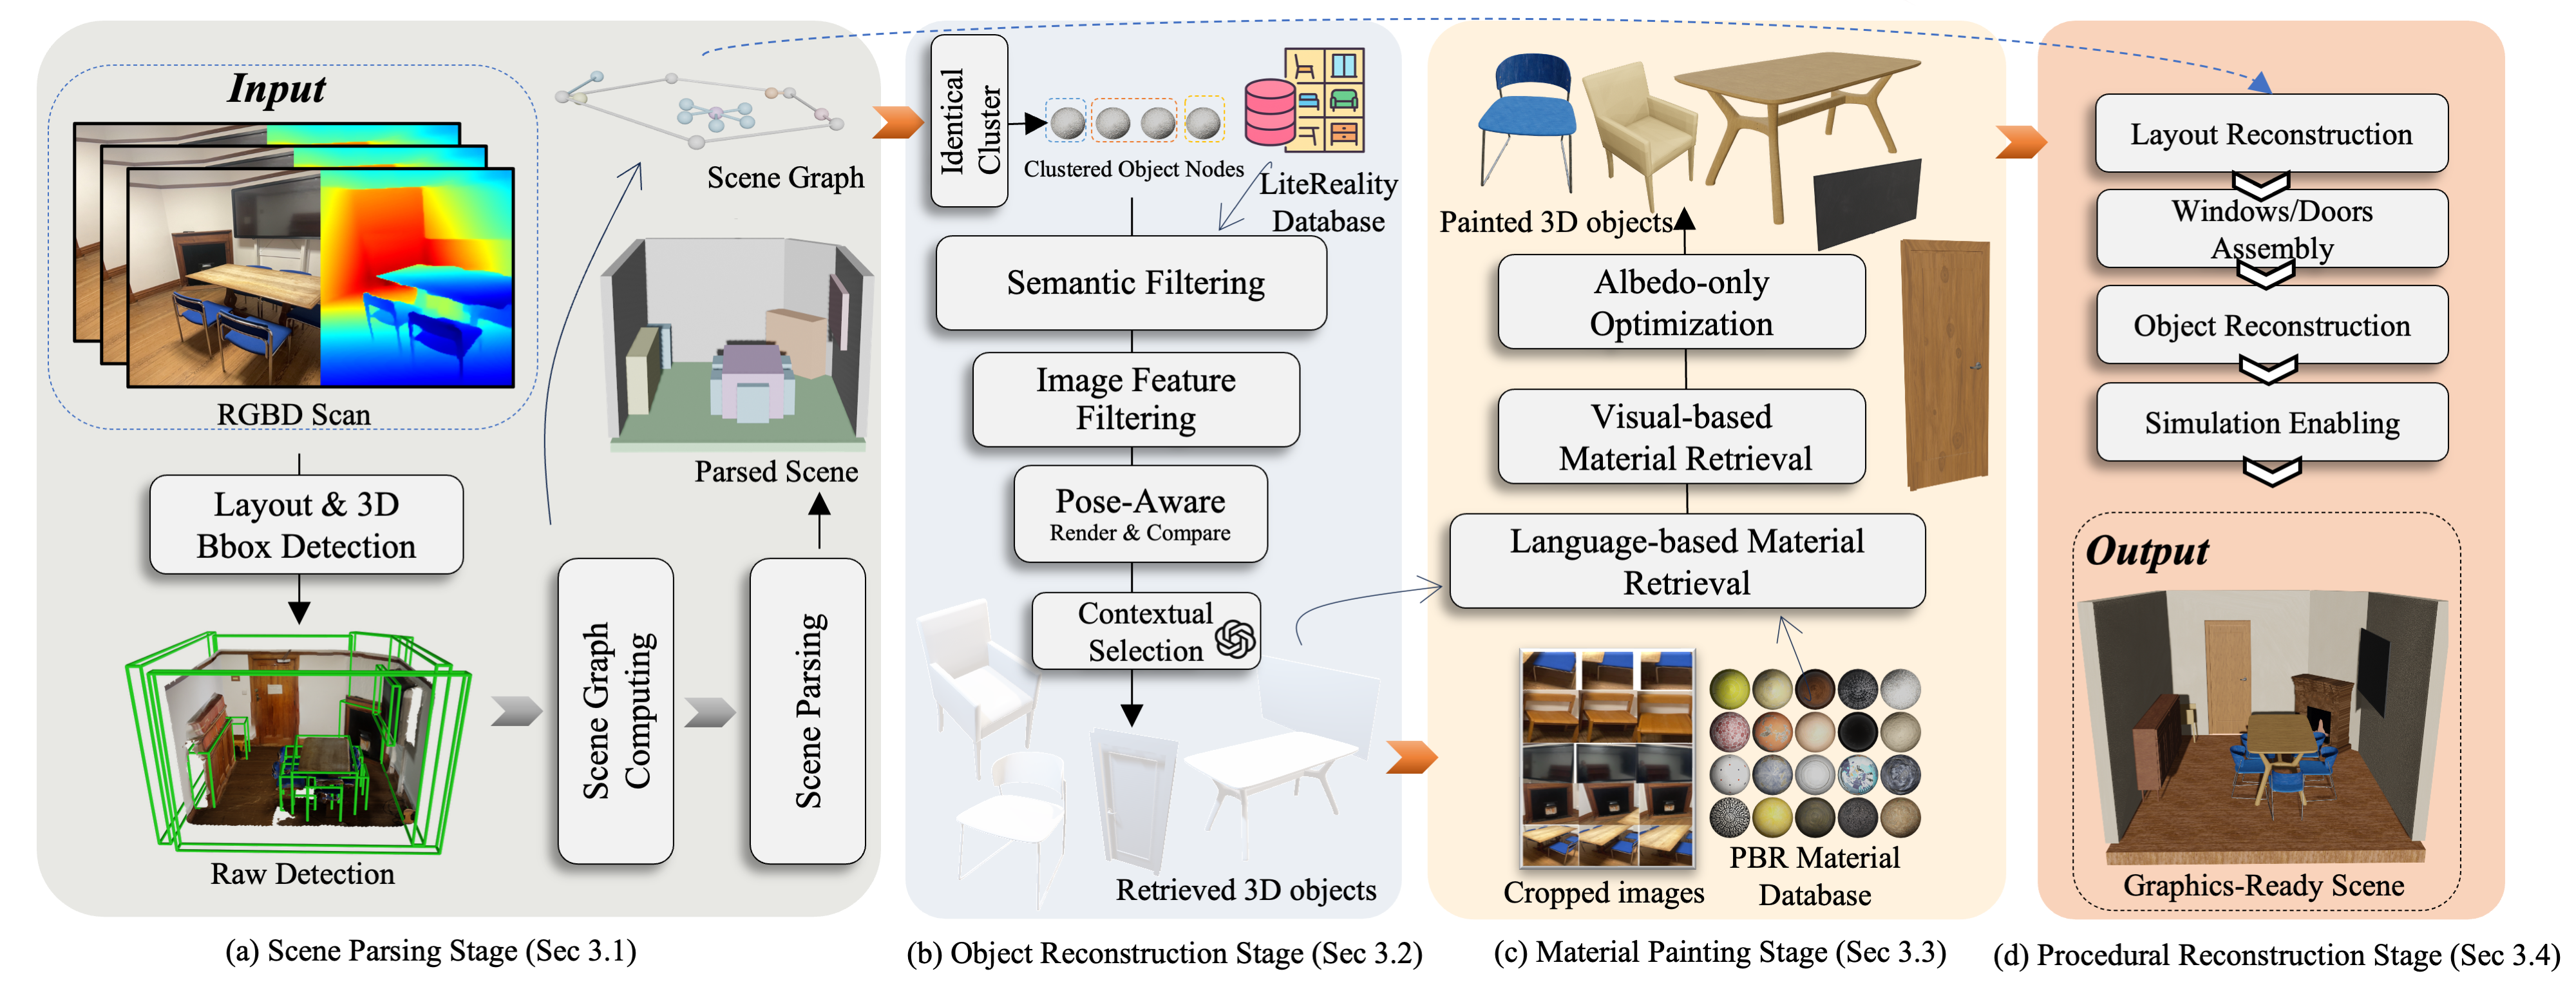 Input
RGBD Scan
Layout & 3D
Bbox Detection
Raw Detection
Scene Graph
Parsed Scene
Scene Graph
Computing
Scene Parsing
(a) Scene Parsing Stage (Sec 3.1)
Identical
Cluster
Clustered Object Nodes
LiteReality
Database
Semantic Filtering
Image Feature
Filtering
Pose-Aware
Render & Compare
Contextual
Selection
Retrieved 3D objects
(b) Object Reconstruction Stage (Sec 3.2)
Painted 3D objects
Albedo-only
Optimization
Visual-based
Material Retrieval
Language-based Material
Retrieval
Cropped images
PBR Material
Database
(c) Material Painting Stage (Sec 3.3)
Layout Reconstruction
Windows/Doors
Assembly
Object Reconstruction
Simulation Enabling
Output
Graphics-Ready Scene
(d) Procedural Reconstruction Stage (Sec 3.4)